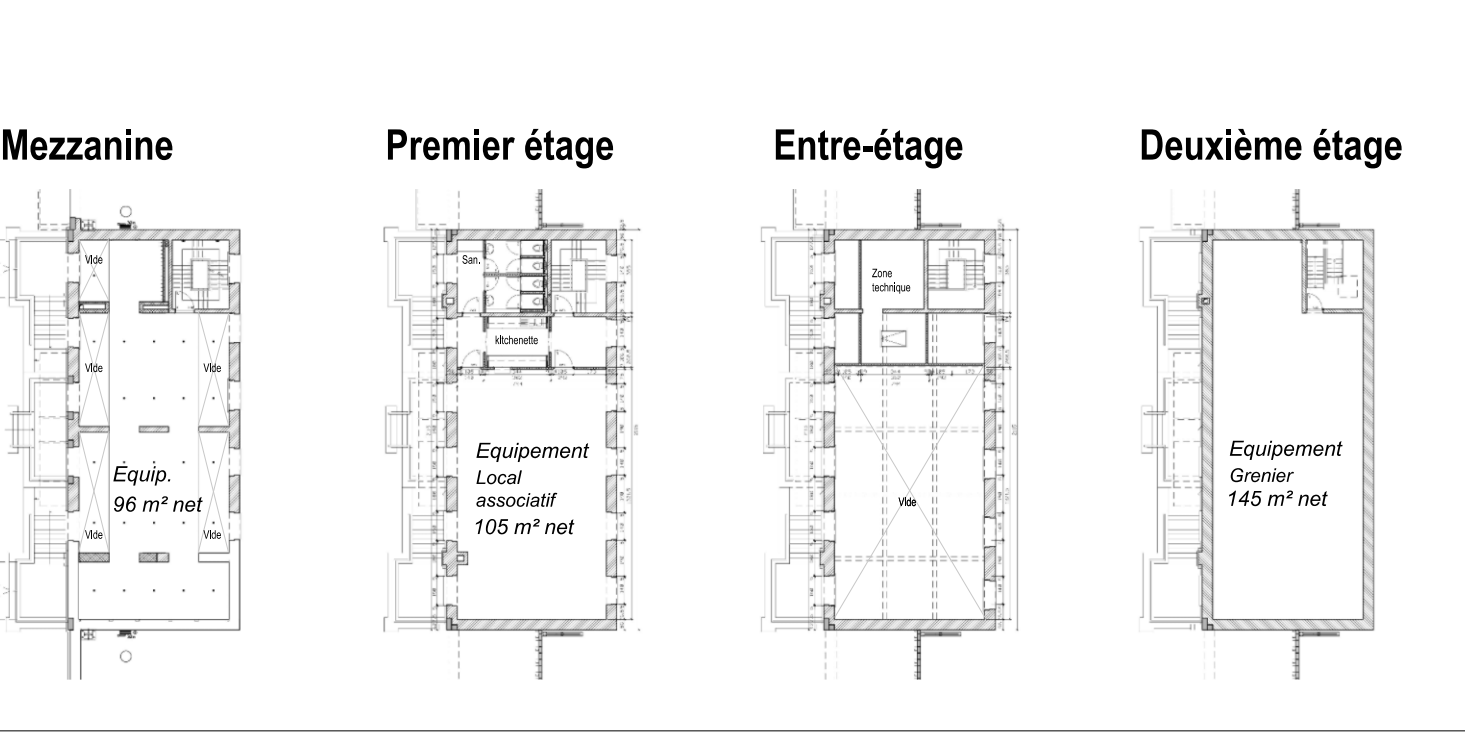 Mezzanine
Premier étage
Entre-étage
Deuxième étage
Vide
Vide
Vide
Equip.
96 m² net
Vide
Vide
San.
kitchenette
Equipement
Local
associatif
105 m² net
Zone
technique
Vide
Equipement
Grenier
145 m² net